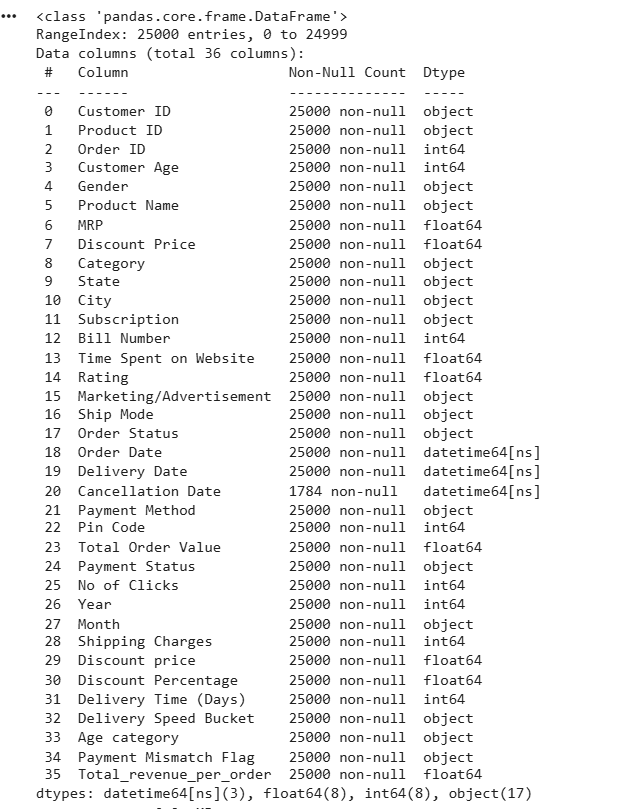 ••• <class 'pandas.core.frame.DataFrame'>
RangeIndex: 25000 entries, 0 to 24999
Data columns (total 36 columns):
 #   Column                   Non-Null Count  Dtype
---  ------                   --------------  -----
 0   Customer ID              25000 non-null  object
 1   Product ID               25000 non-null  object
 2   Order ID                 25000 non-null  int64
 3   Customer Age             25000 non-null  int64
 4   Gender                   25000 non-null  object
 5   Product Name             25000 non-null  object
 6   MRP                      25000 non-null  float64
 7   Discount Price           25000 non-null  float64
 8   Category                 25000 non-null  object
 9   State                    25000 non-null  object
 10  City                     25000 non-null  object
 11  Subscription             25000 non-null  object
 12  Bill Number              25000 non-null  int64
 13  Time Spent on Website    25000 non-null  float64
 14  Rating                   25000 non-null  float64
 15  Marketing/Advertisement  25000 non-null  object
 16  Ship Mode                25000 non-null  object
 17  Order Status             25000 non-null  object
 18  Order Date               25000 non-null  datetime64[ns]
 19  Delivery Date            25000 non-null  datetime64[ns]
 20  Cancellation Date        1784 non-null   datetime64[ns]
 21  Payment Method           25000 non-null  object
 22  Pin Code                 25000 non-null  int64
 23  Total Order Value        25000 non-null  float64
 24  Payment Status           25000 non-null  object
 25  No of Clicks             25000 non-null  int64
 26  Year                     25000 non-null  int64
 27  Month                    25000 non-null  object
 28  Shipping Charges         25000 non-null  int64
 29  Discount price           25000 non-null  float64
 30  Discount Percentage      25000 non-null  float64
 31  Delivery Time (Days)     25000 non-null  int64
 32  Delivery Speed Bucket    25000 non-null  object
 33  Age category             25000 non-null  object
 34  Payment Mismatch Flag    25000 non-null  object
 35  Total_revenue_per_order  25000 non-null  float64
dtypes: datetime64[ns](3), float64(8), int64(8), object(17)